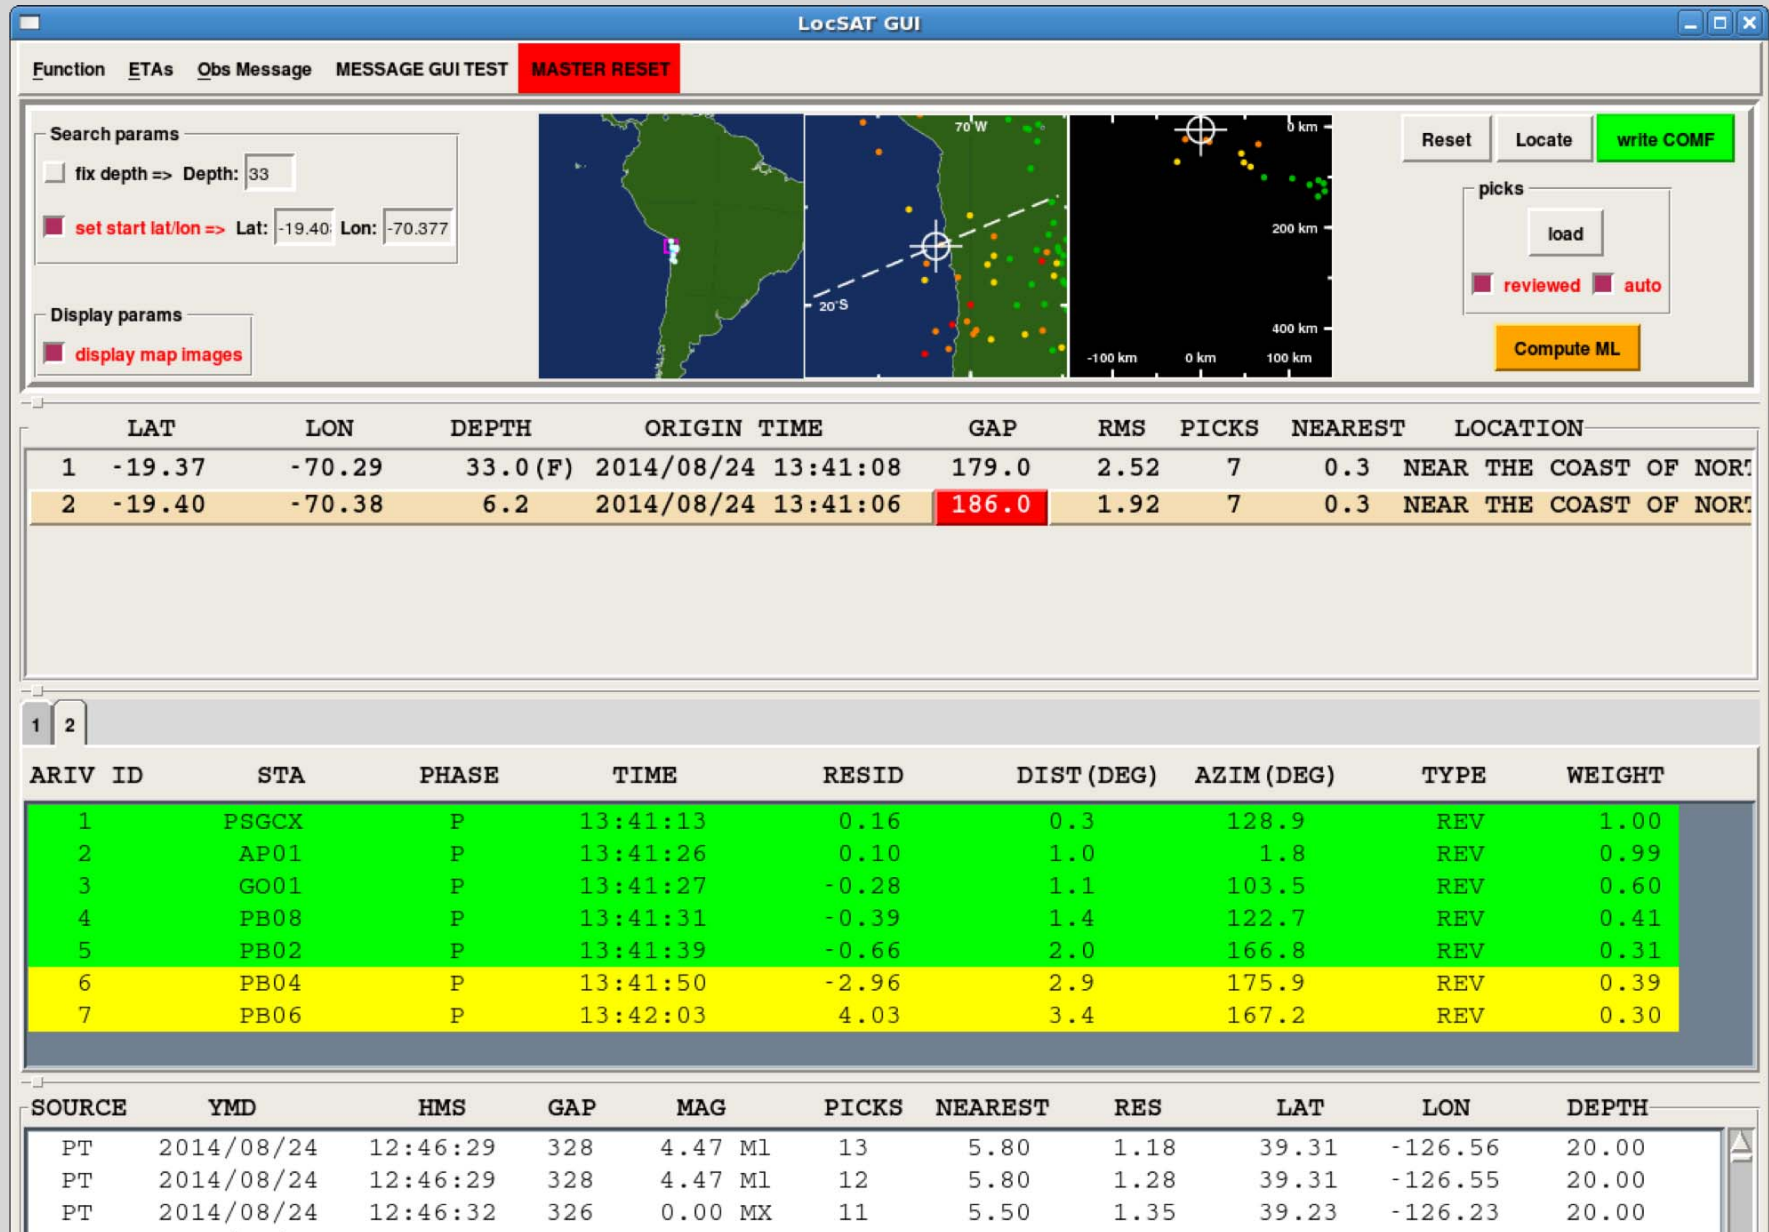 LocSAT GUI
Function ETAs Obs Message MESSAGE GUI TEST MASTER RESET
Search params
fix depth => Depth: 33
set start lat/lon => Lat: -19.40 Lon: -70.377
Display params
display map images
70 W
20°S
0 km
200 km
400 km
-100 km 0 km 100 km
Reset Locate write COMF
picks
load
reviewed auto
Compute ML
LAT LON DEPTH ORIGIN TIME GAP RMS PICKS NEAREST LOCATION
1 -19.37 -70.29 33.0(F) 2014/08/24 13:41:08 179.0 2.52 7 0.3 NEAR THE COAST OF NORT
2 -19.40 -70.38 6.2 2014/08/24 13:41:06 186.0 1.92 7 0.3 NEAR THE COAST OF NORT
1 2
ARIV ID STA PHASE TIME RESID DIST(DEG) AZIM(DEG) TYPE WEIGHT
1 PSGCX P 13:41:13 0.16 0.3 128.9 REV 1.00
2 AP01 P 13:41:26 0.10 1.0 1.8 REV 0.99
3 GO01 P 13:41:27 -0.28 1.1 103.5 REV 0.60
4 PB08 P 13:41:31 -0.39 1.4 122.7 REV 0.41
5 PB02 P 13:41:39 -0.66 2.0 166.8 REV 0.31
6 PB04 P 13:41:50 -2.96 2.9 175.9 REV 0.39
7 PB06 P 13:42:03 4.03 3.4 167.2 REV 0.30
SOURCE YMD HMS GAP MAG PICKS NEAREST RES LAT LON DEPTH
PT 2014/08/24 12:46:29 328 4.47 Ml 13 5.80 1.18 39.31 -126.56 20.00
PT 2014/08/24 12:46:29 328 4.47 Ml 12 5.80 1.28 39.31 -126.55 20.00
PT 2014/08/24 12:46:32 326 0.00 MX 11 5.50 1.35 39.23 -126.23 20.00